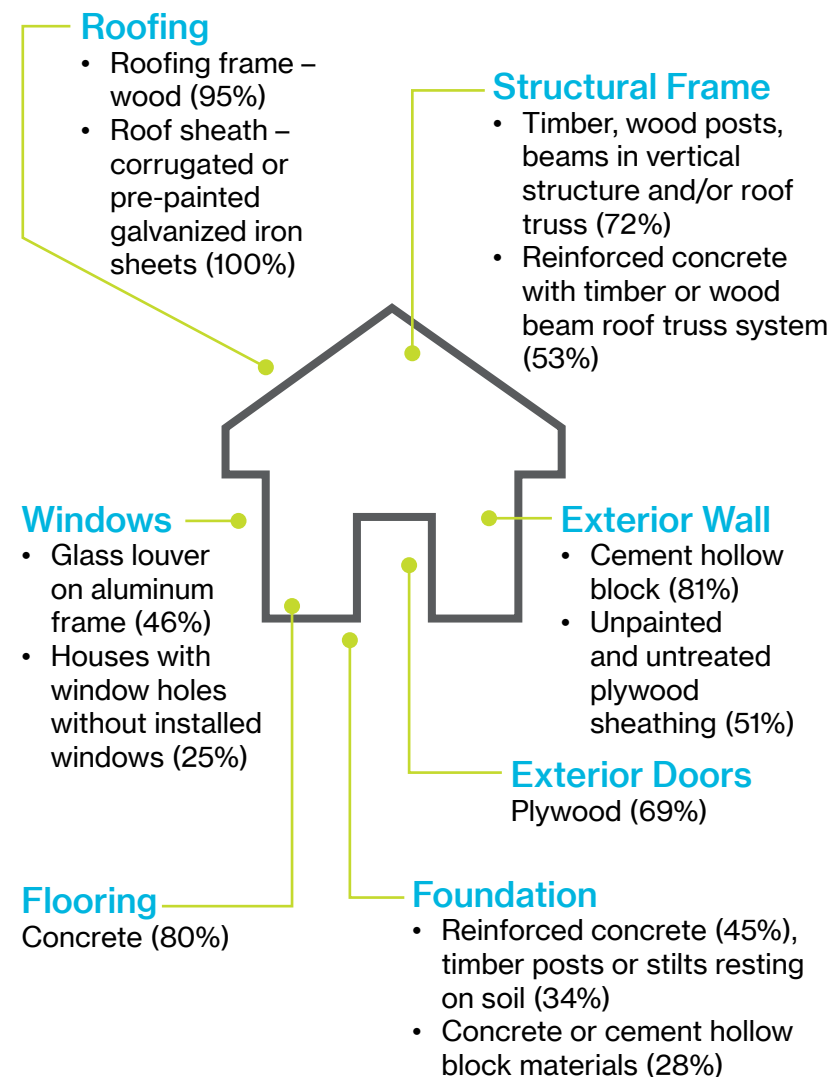 Roofing
• Roofing frame –
wood (95%)
• Roof sheath –
corrugated or
pre-painted
galvanized iron
sheets (100%)
Structural Frame
• Timber, wood posts,
beams in vertical
structure and/or roof
truss (72%)
• Reinforced concrete
with timber or wood
beam roof truss system
(53%)
Windows
• Glass louver
on aluminum
frame (46%)
• Houses with
window holes
without installed
windows (25%)
Exterior Wall
• Cement hollow
block (81%)
• Unpainted
and untreated
plywood
sheathing (51%)
Exterior Doors
Plywood (69%)
Flooring
Concrete (80%)
Foundation
• Reinforced concrete (45%),
timber posts or stilts resting
on soil (34%)
• Concrete or cement hollow
block materials (28%)